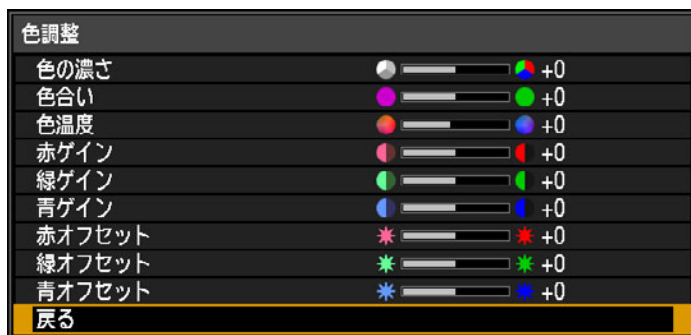 色調整
色の濃さ +0
色合い +0
色温度 +0
赤ゲイン +0
緑ゲイン +0
青ゲイン +0
赤オフセット +0
緑オフセット +0
青オフセット +0
戻る